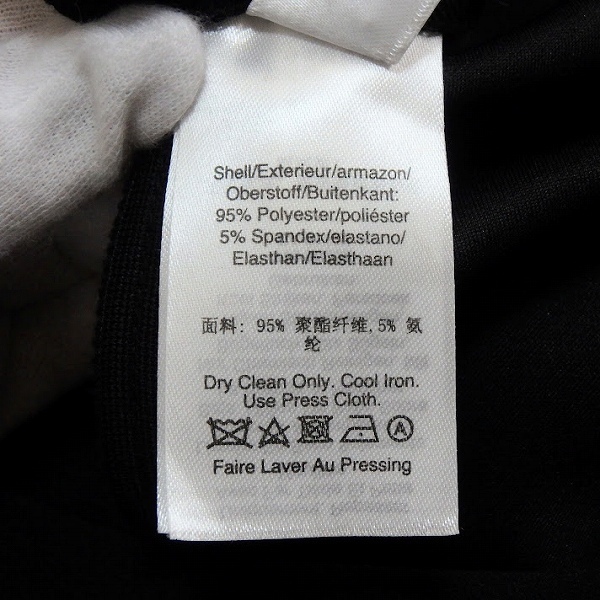 Shell/Exterieur/armazon/
Oberstoff/Buitenkant:
95% Polyester/poliéster
5% Spandex/elastano/
Elasthan/Elasthaan
面料: 95% 聚酯纤维,5% 氨
纶
Dry Clean Only. Cool Iron.
Use Press Cloth.
A
Faire Laver Au Pressing